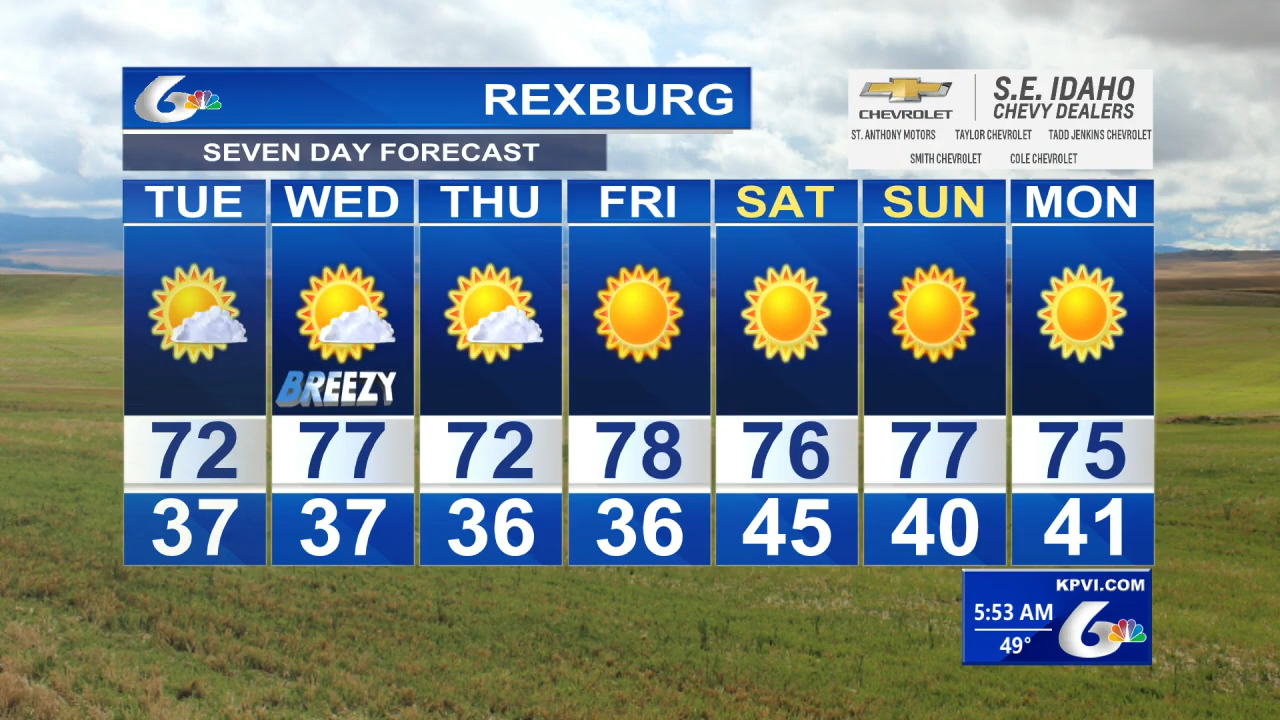 6
REXBURG
SEVEN DAY FORECAST
CHEVROLET
S.E. IDAHO
CHEVY DEALERS
ST. ANTHONY MOTORS TAYLOR CHEVROLET TADD JENKINS CHEVROLET
SMITH CHEVROLET COLE CHEVROLET
TUE WED THU FRI SAT SUN MON
BREEZY
72 77 72 78 76 77 75
37 37 36 36 45 40 41
KPVI.COM
5:53 AM
49°
6